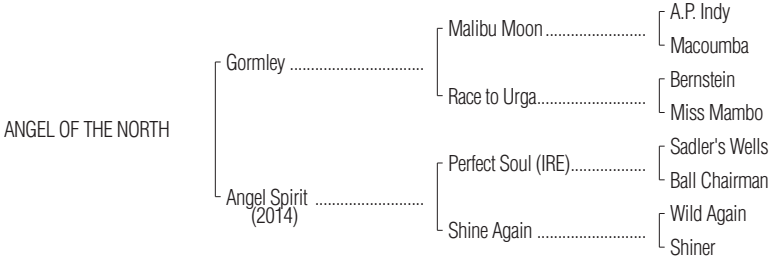 A.P. Indy
Malibu Moon ........................
Macoumba
Gormley ................................
Bernstein
Race to Urga..........................
Miss Mambo
ANGEL OF THE NORTH
Sadler's Wells
Perfect Soul (IRE)..................
Ball Chairman
Angel Spirit ..........................
(2014)
Wild Again
Shine Again ..........................
Shiner